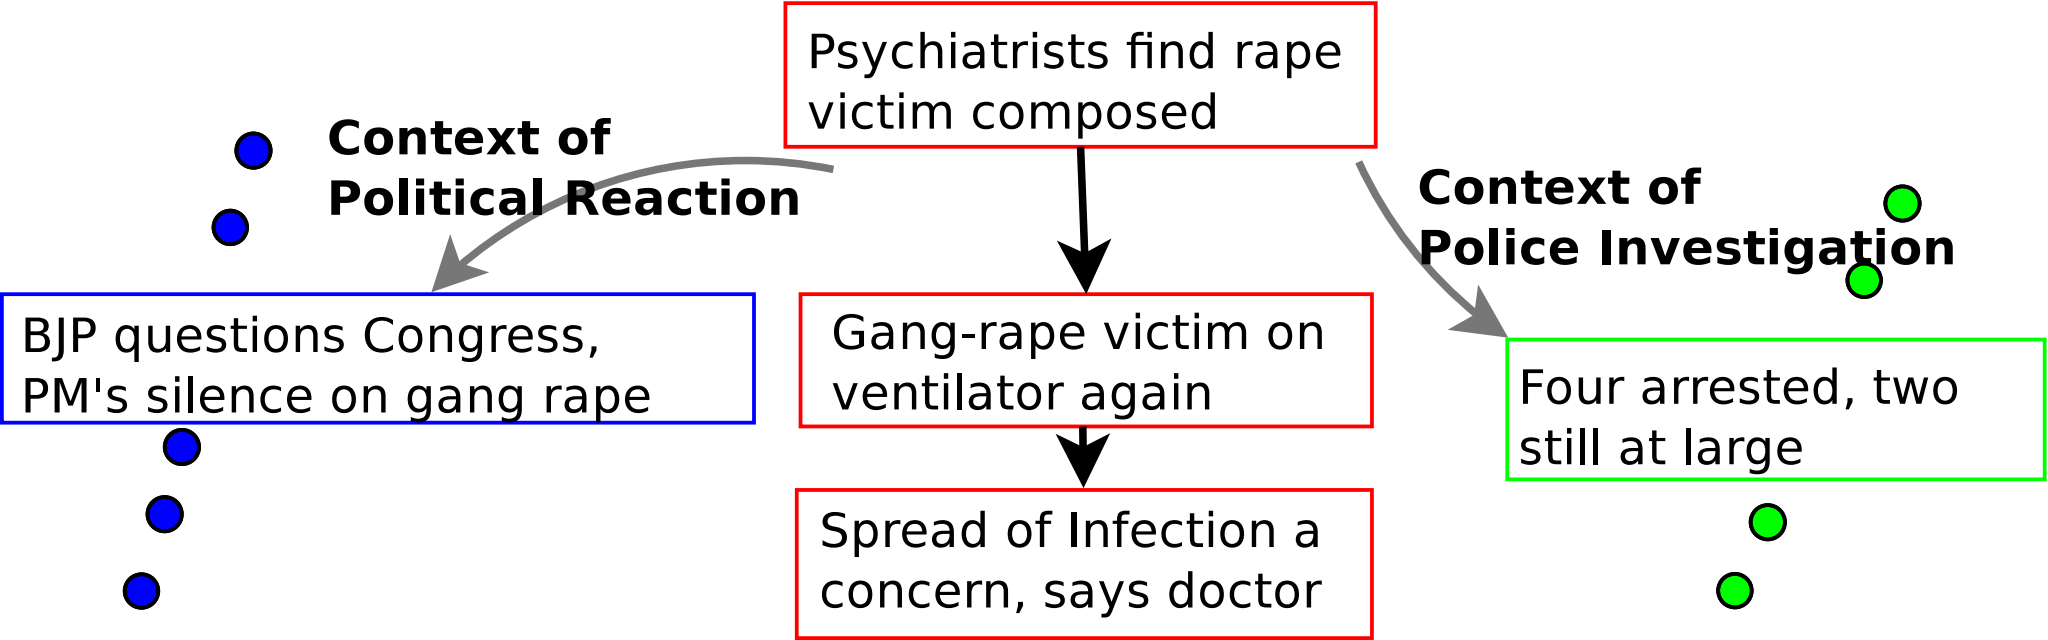 Psychiatrists find rape
victim composed
Context of
Political Reaction
Context of
Police Investigation
BJP questions Congress,
PM's silence on gang rape
Gang-rape victim on
ventilator again
Four arrested, two
still at large
Spread of Infection a
concern, says doctor